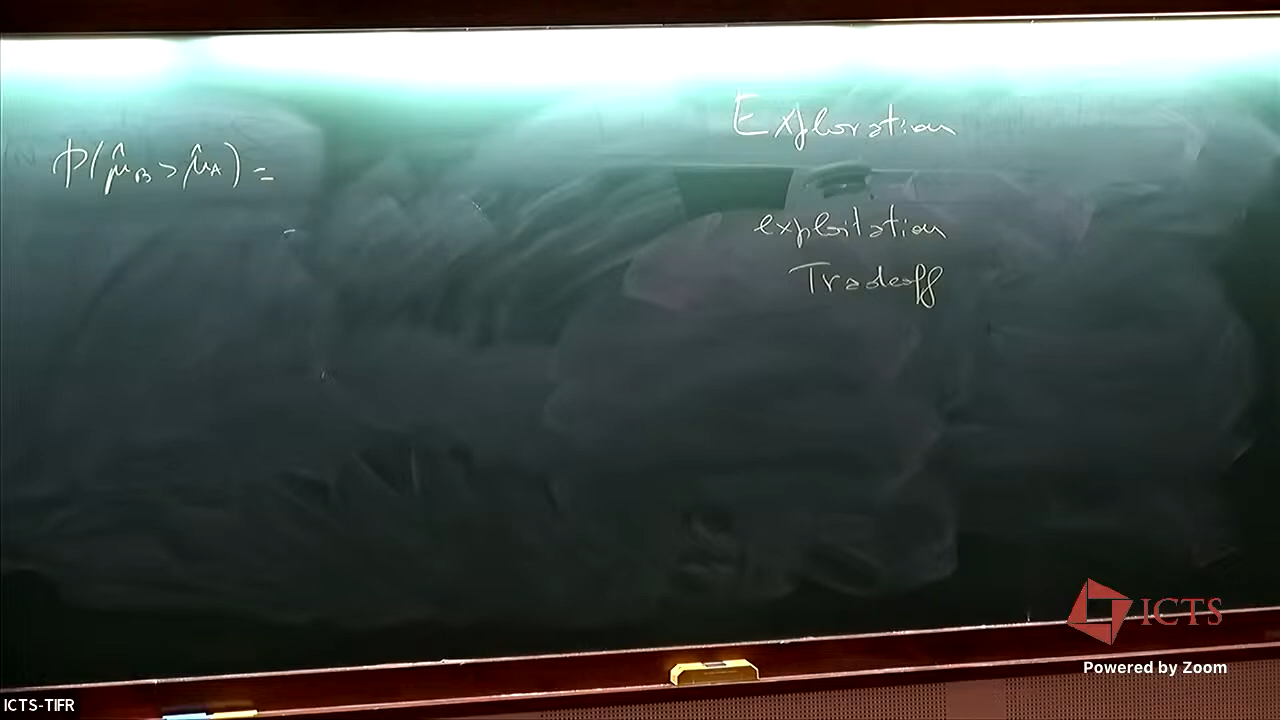 P(μ̂_B > μ̂_A) =
Exploration
exploitation
Tradeoff
ICTS
Powered by Zoom
ICTS-TIFR